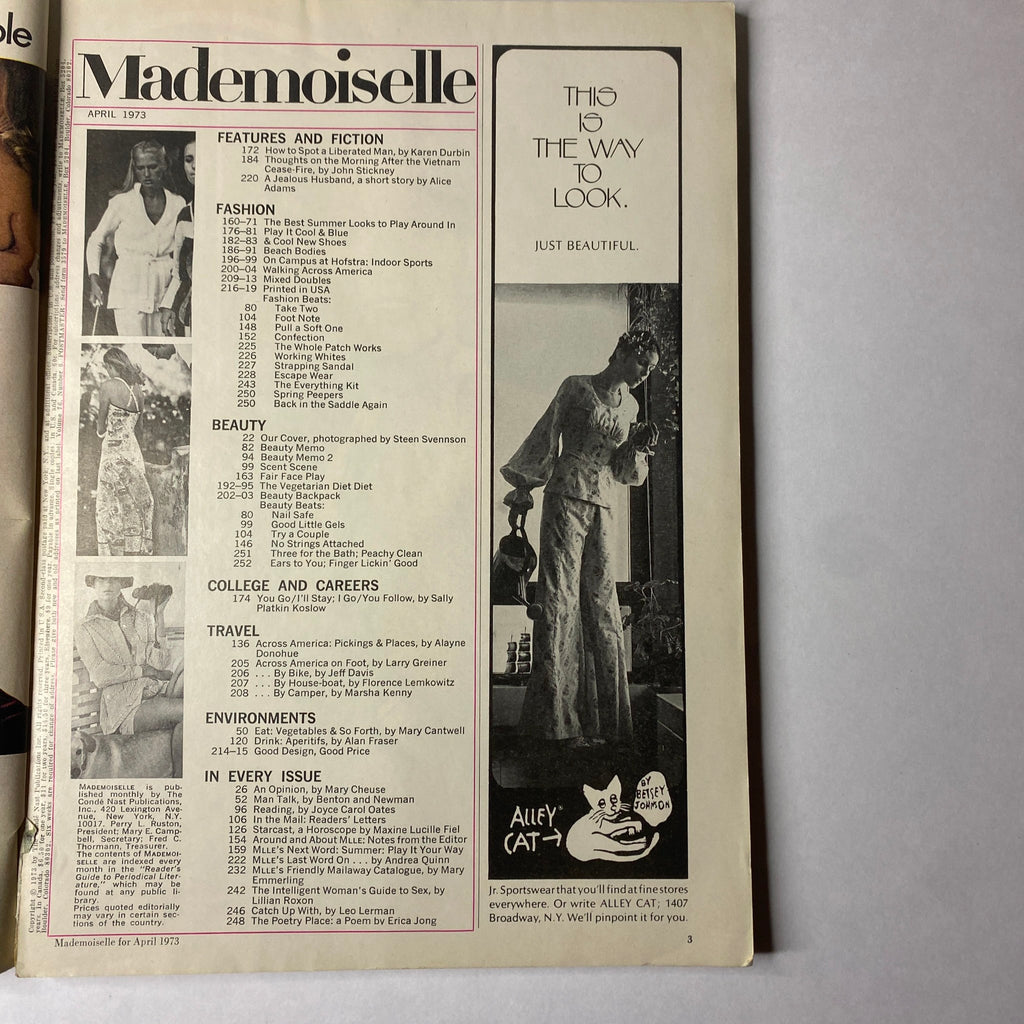 ole
Mademoiselle
APRIL 1973
FEATURES AND FICTION
172 How to Spot a Liberated Man, by Karen Durbin
184 Thoughts on the Morning After the Vietnam
Cease-Fire, by John Stickney
220 A Jealous Husband, a short story by Alice
Adams
FASHION
160–71 The Best Summer Looks to Play Around In
176–81 Play It Cool & Blue
182–83 & Cool New Shoes
186–91 Beach Bodies
196–99 On Campus at Hofstra: Indoor Sports
200–04 Walking Across America
209–13 Mixed Doubles
216–19 Printed in USA
Fashion Beats:
80 Take Two
104 Foot Note
148 Pull a Soft One
152 Confection
225 The Whole Patch Works
226 Working Whites
227 Strapping Sandal
228 Escape Wear
243 The Everything Kit
250 Spring Peepers
250 Back in the Saddle Again
BEAUTY
22 Our Cover, photographed by Steen Svennson
82 Beauty Memo
94 Beauty Memo 2
99 Scent Scene
163 Fair Face Play
192–95 The Vegetarian Diet Diet
202–03 Beauty Backpack
Beauty Beats:
80 Nail Safe
99 Good Little Gels
104 Try a Couple
146 No Strings Attached
251 Three for the Bath; Peachy Clean
252 Ears to You; Finger Lickin' Good
COLLEGE AND CAREERS
174 You Go/I'll Stay; I Go/You Follow, by Sally
Platkin Koslow
TRAVEL
136 Across America: Pickings & Places, by Alayne
Donohue
205 Across America on Foot, by Larry Greiner
206 . . . By Bike, by Jeff Davis
207 . . . By House-boat, by Florence Lemkowitz
208 . . . By Camper, by Marsha Kenny
ENVIRONMENTS
50 Eat: Vegetables & So Forth, by Mary Cantwell
120 Drink: Aperitifs, by Alan Fraser
214–15 Good Design, Good Price
IN EVERY ISSUE
26 An Opinion, by Mary Cheuse
52 Man Talk, by Benton and Newman
96 Reading, by Joyce Carol Oates
106 In the Mail: Readers' Letters
126 Starcast, a Horoscope by Maxine Lucille Fiel
154 Around and About MLLE: Notes from the Editor
159 MLLE's Next Word: Summer: Play It Your Way
222 MLLE's Last Word On . . . by Andrea Quinn
232 MLLE's Friendly Mailaway Catalogue, by Mary
Emmerling
242 The Intelligent Woman's Guide to Sex, by
Lillian Roxon
246 Catch Up With, by Leo Lerman
248 The Poetry Place: a Poem by Erica Jong
MADEMOISELLE is pub-
lished monthly by The
Condé Nast Publications,
Inc., 420 Lexington Ave-
nue, New York, N.Y.
10017. Perry L. Ruston,
President; Mary E. Camp-
bell, Secretary; Fred C.
Thormann, Treasurer.
The contents of MADEMOI-
SELLE are indexed every
month in the "Reader's
Guide to Periodical Liter-
ature," which may be
found at any public li-
brary.
Prices quoted editorially
may vary in certain sec-
tions of the country.
Mademoiselle for April 1973
THIS
IS
THE WAY
TO
LOOK.
JUST BEAUTIFUL.
ALLEY®
CAT
BY
BETSEY
JOHNSON
Jr. Sportswear that you'll find at fine stores
everywhere. Or write ALLEY CAT; 1407
Broadway, N.Y. We'll pinpoint it for you.
3